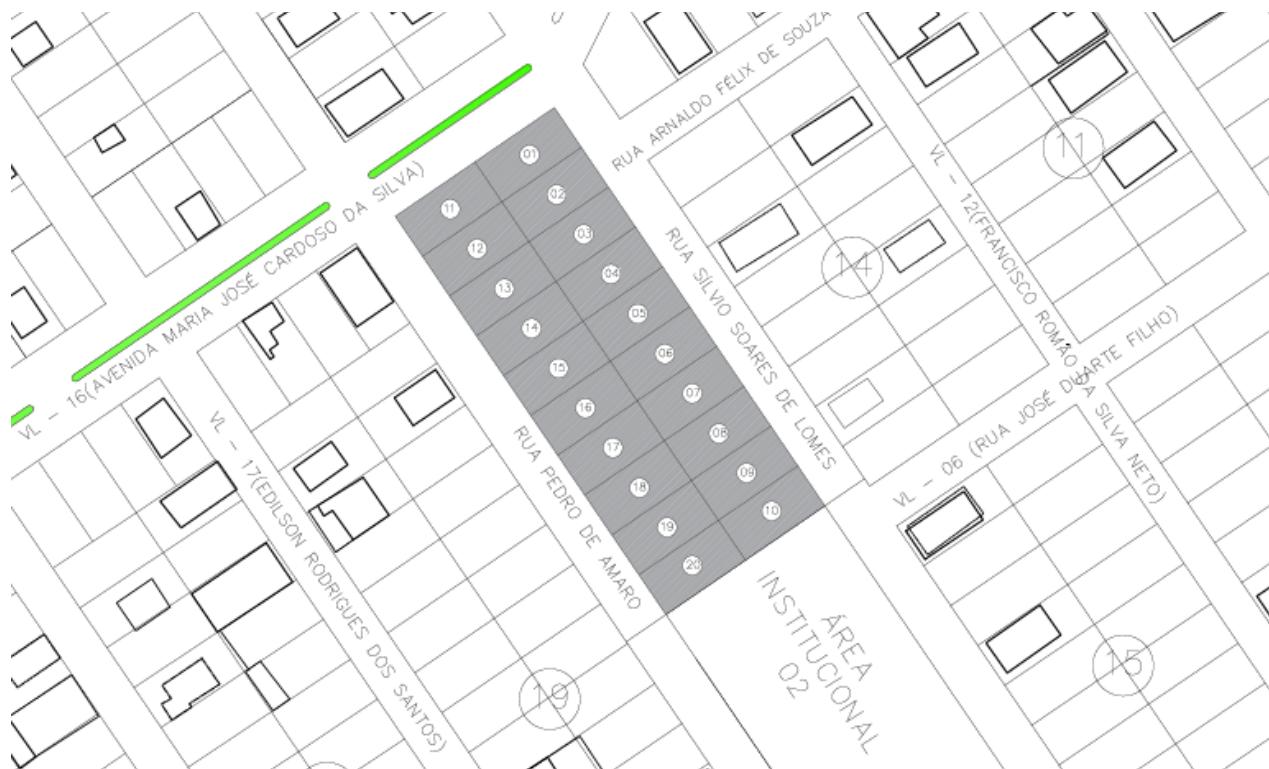 RUA ARNALDO FÉLIX DE SOUZA
VL - 16(AVENIDA MARIA JOSÉ CARDOSO DA SILVA)
VL - 12(FRANCISCO ROMÃO DA SILVA NETO)
11
01
02
03
04
05
06
07
08
09
10
11
12
13
14
15
16
17
18
19
20
RUA SÍLVIO SOARES DE LOMES
14
VL - 06 (RUA JOSÉ DUARTE FILHO)
VL - 17(EDILSON RODRIGUES DOS SANTOS)
RUA PEDRO DE AMARO
ÁREA
INSTITUCIONAL
02
19
15